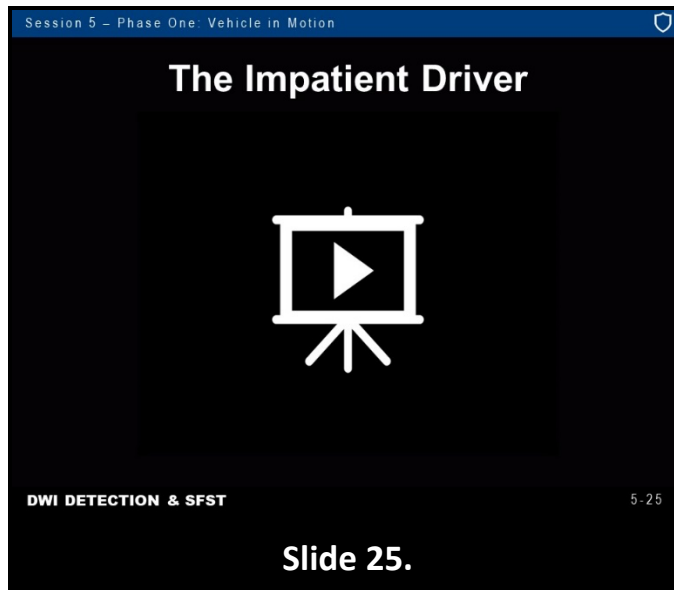 Session 5 – Phase One: Vehicle in Motion
The Impatient Driver
DWI DETECTION & SFST
5-25
Slide 25.